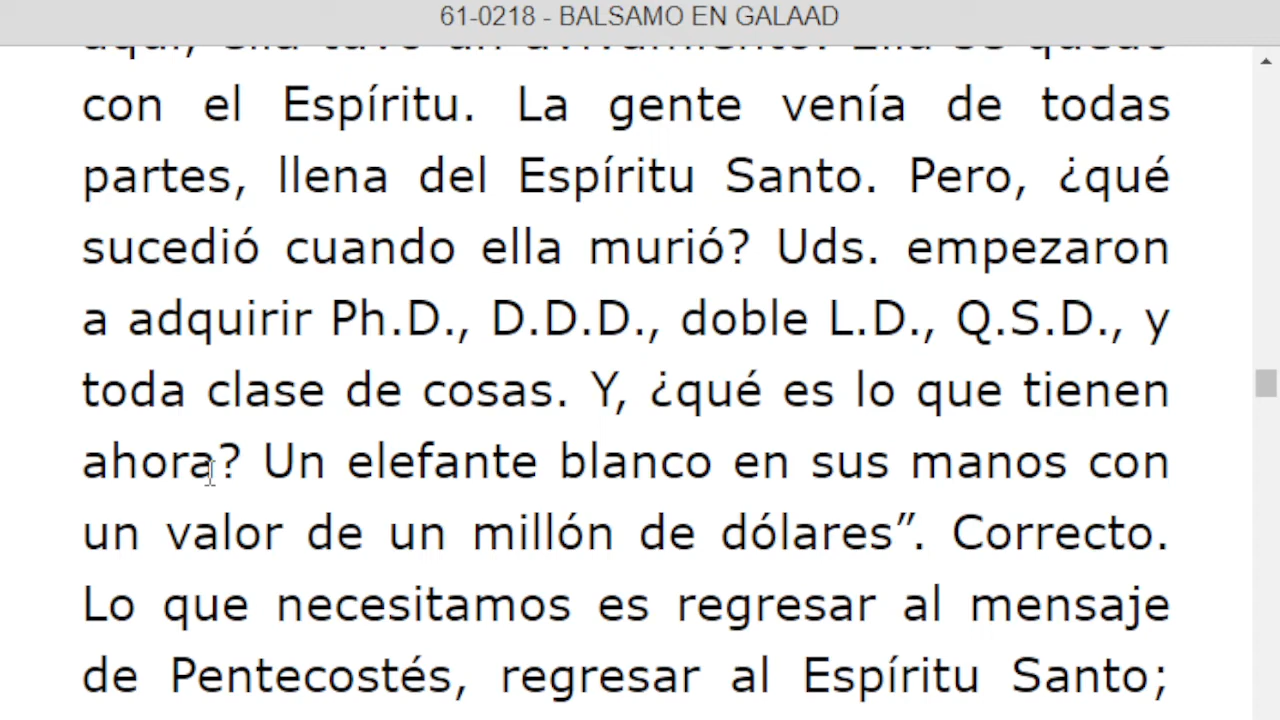 61-0218 - BALSAMO EN GALAAD
con el Espíritu. La gente venía de todas
partes, llena del Espíritu Santo. Pero, ¿qué
sucedió cuando ella murió? Uds. empezaron
a adquirir Ph.D., D.D.D., doble L.D., Q.S.D., y
toda clase de cosas. Y, ¿qué es lo que tienen
ahora? Un elefante blanco en sus manos con
un valor de un millón de dólares”. Correcto.
Lo que necesitamos es regresar al mensaje
de Pentecostés, regresar al Espíritu Santo;